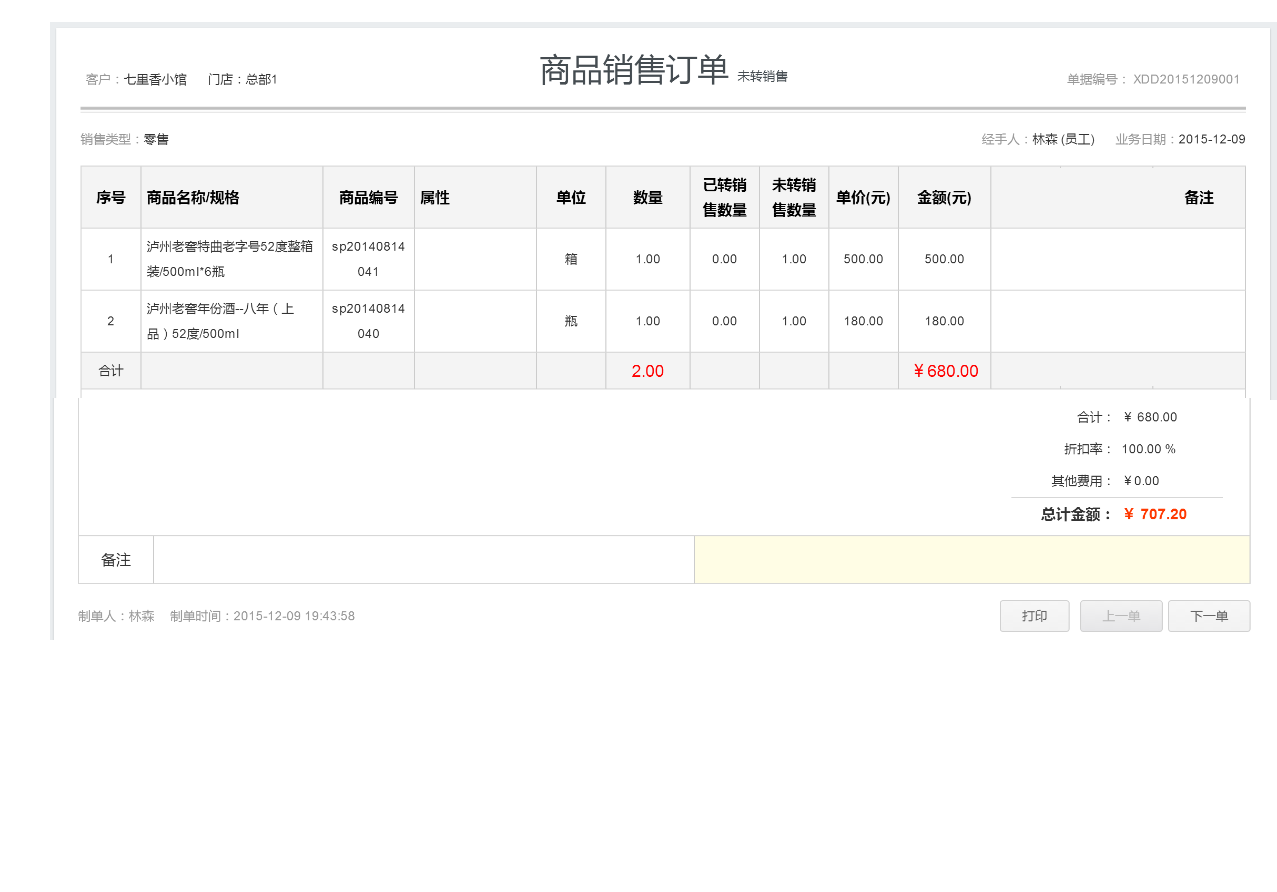 客户：七里香小馆 门店：总部1 商品销售订单 未转销售 单据编号： XDD20151209001
销售类型：零售 经手人：林森 (员工) 业务日期：2015-12-09
序号 商品名称/规格 商品编号 属性 单位 数量 已转销售数量 未转销售数量 单价(元) 金额(元) 备注
1 泸州老窖特曲老字号52度整箱装/500ml*6瓶 sp20140814041 箱 1.00 0.00 1.00 500.00 500.00
2 泸州老窖年份酒--八年（上品）52度/500ml sp20140814040 瓶 1.00 0.00 1.00 180.00 180.00
合计 2.00 ￥680.00
合计： ￥ 680.00
折扣率： 100.00 %
其他费用： ￥0.00
总计金额： ￥ 707.20
备注
制单人：林森 制单时间：2015-12-09 19:43:58 打印 上一单 下一单